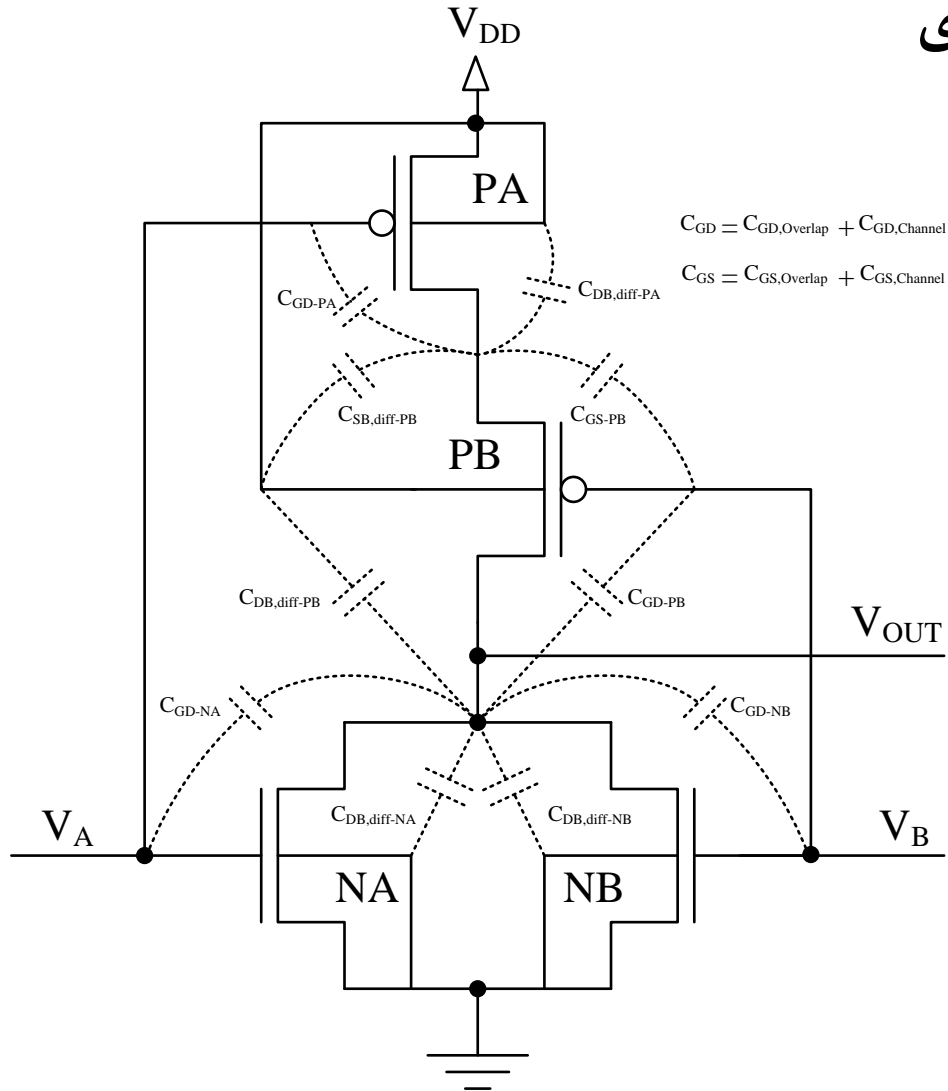 V_DD
PA
C_GD = C_GD,Overlap + C_GD,Channel
C_GS = C_GS,Overlap + C_GS,Channel
C_GD-PA
C_DB,diff-PA
C_SB,diff-PB
C_GS-PB
PB
C_DB,diff-PB
C_GD-PB
V_OUT
C_GD-NA
C_GD-NB
C_DB,diff-NA
C_DB,diff-NB
V_A
V_B
NA
NB